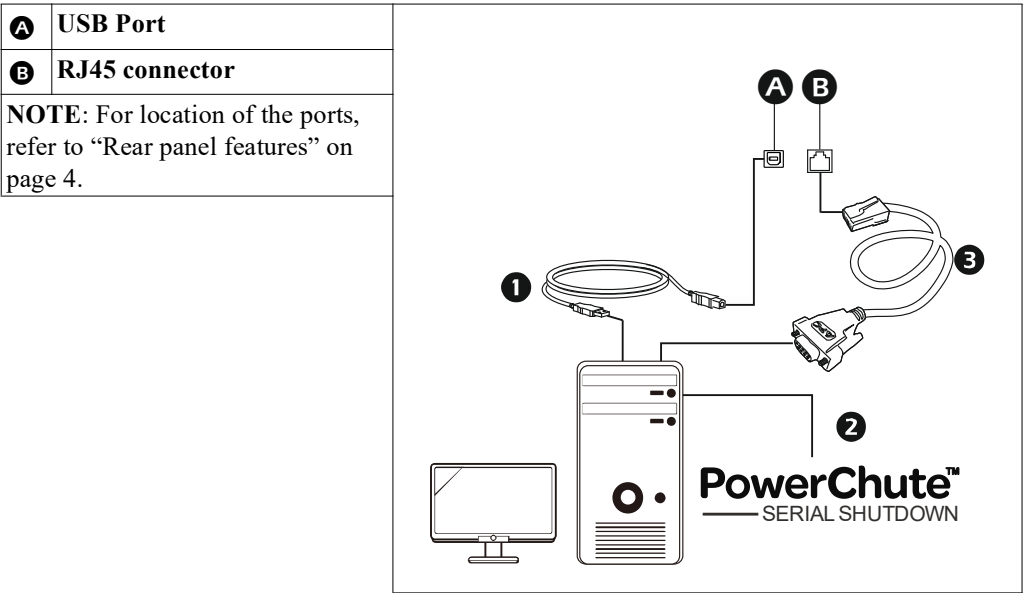 A USB Port
B RJ45 connector
NOTE: For location of the ports,
refer to “Rear panel features” on
page 4.
A B
3
1
2
PowerChute™
SERIAL SHUTDOWN